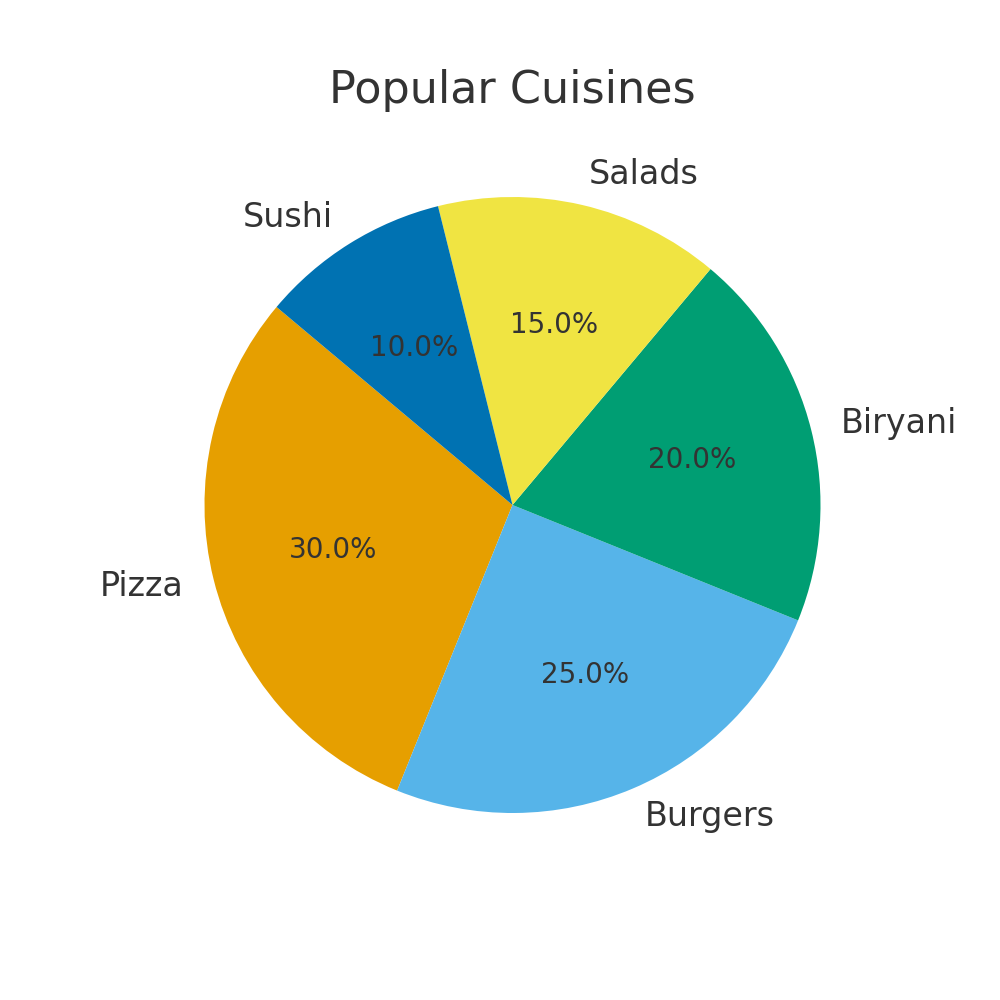 Popular Cuisines
Salads
Sushi
15.0%
10.0%
Biryani
20.0%
30.0%
Pizza
25.0%
Burgers